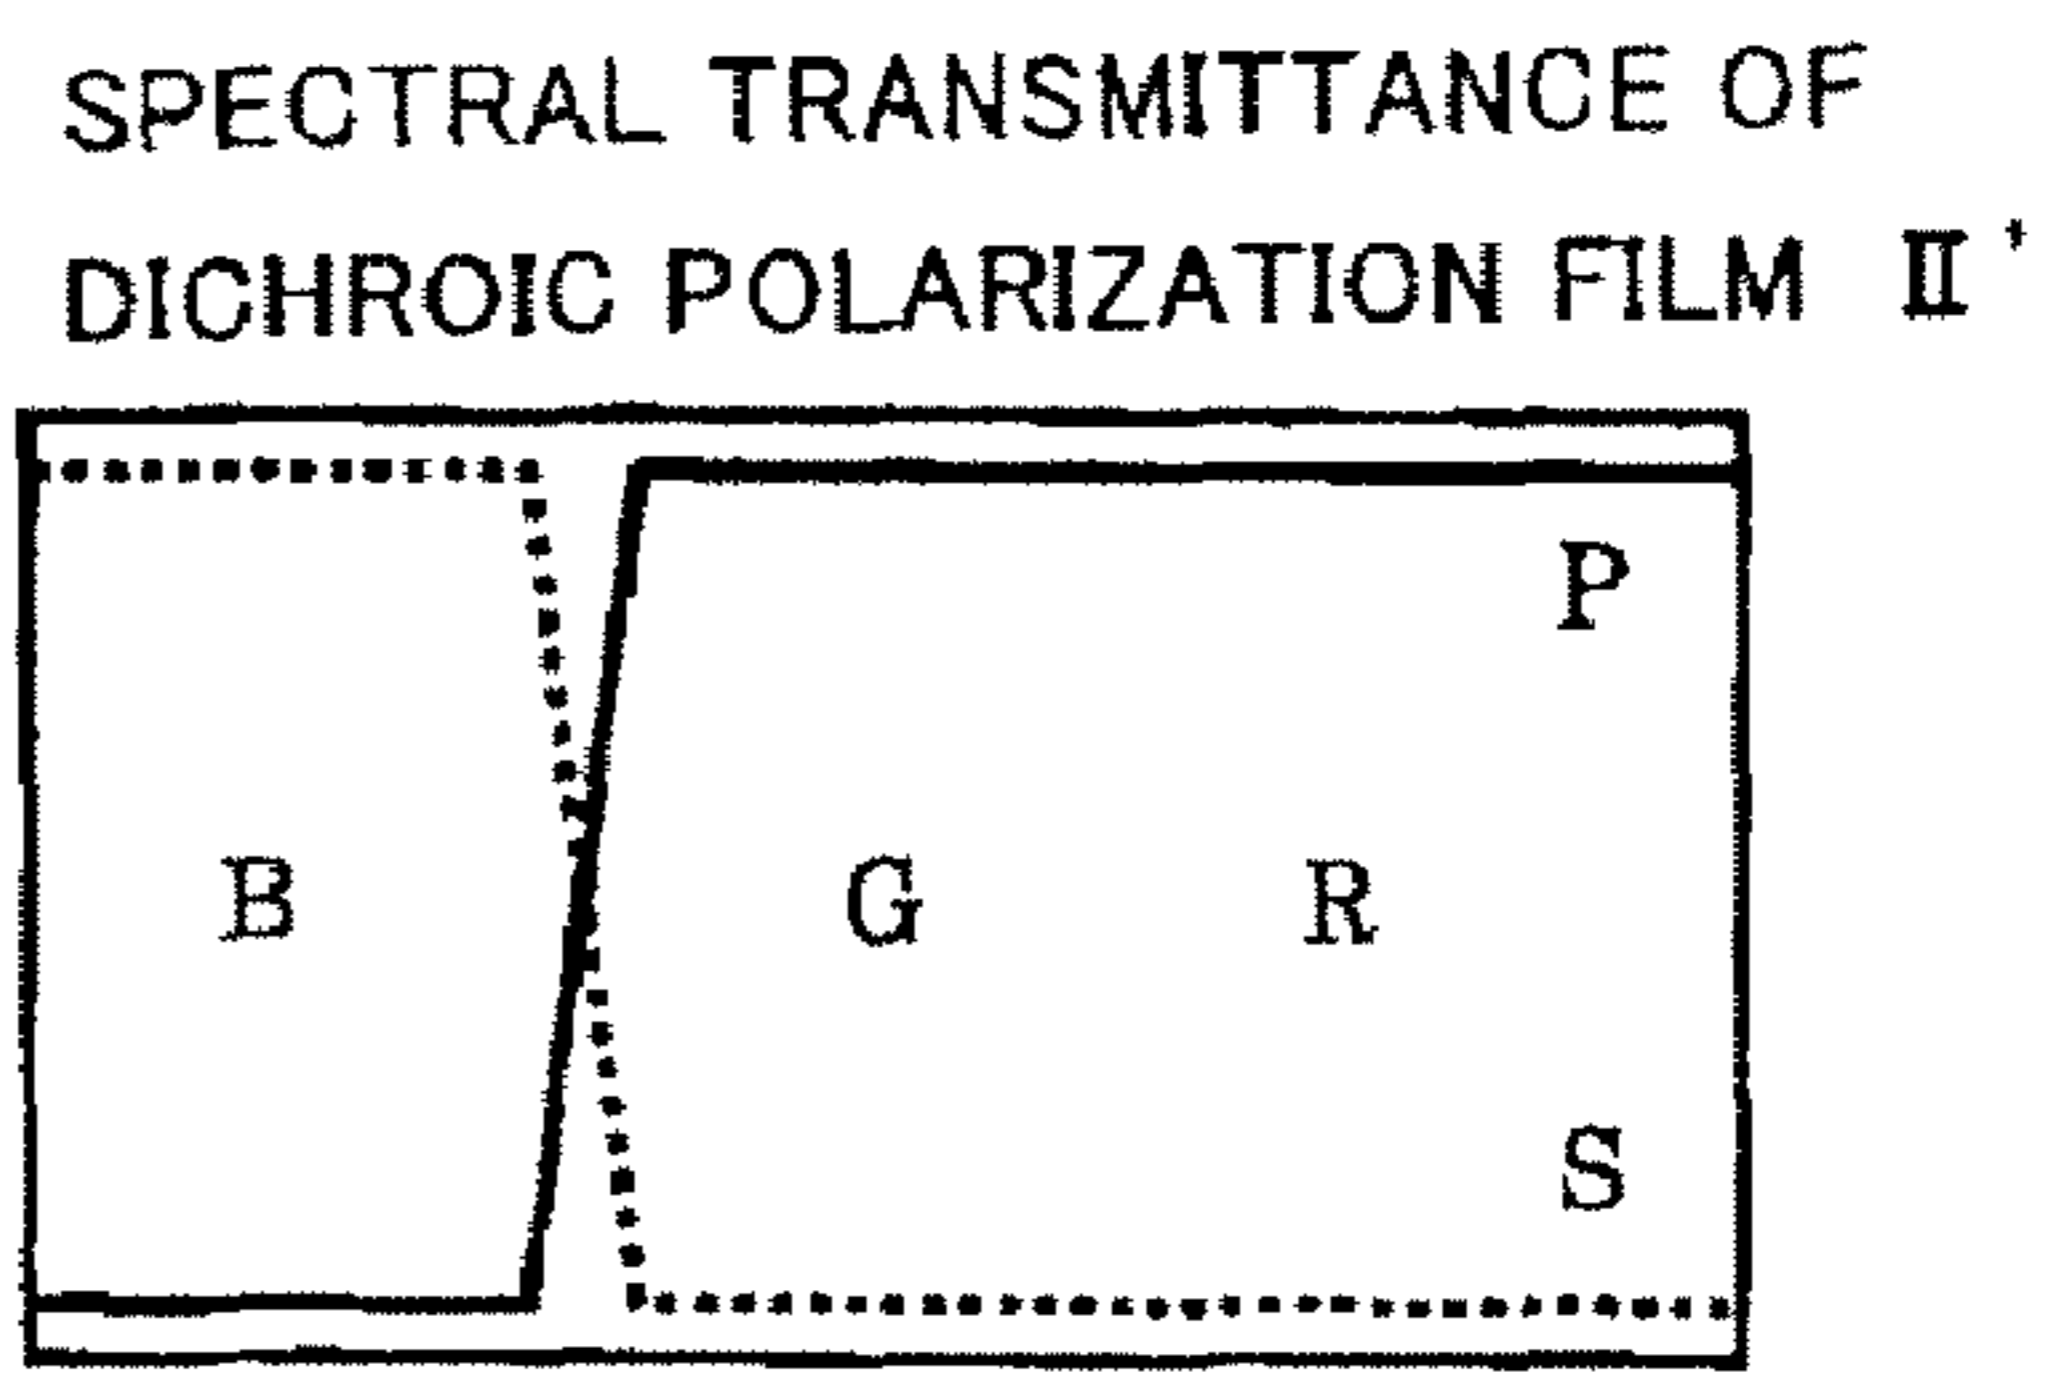 SPECTRAL TRANSMITTANCE OF
DICHROIC POLARIZATION FILM II'
P
B G R
S